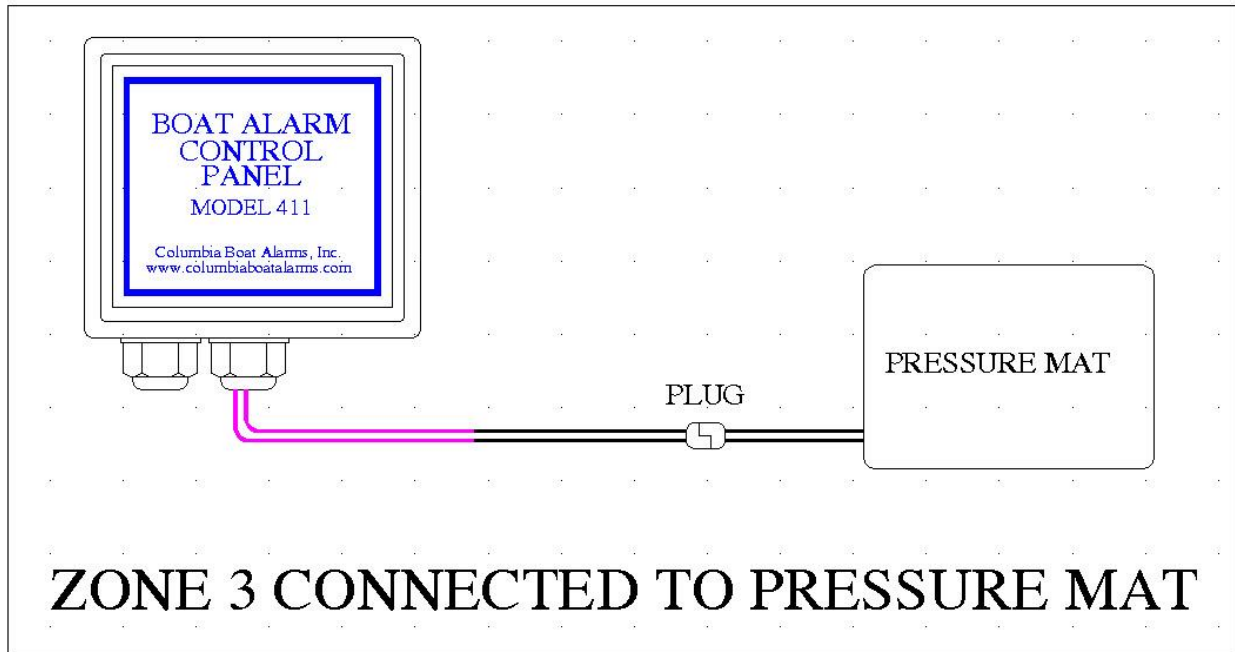 BOAT ALARM
CONTROL
PANEL
MODEL 411
Columbia Boat Alarms, Inc.
www.columbiaboatalarms.com
PRESSURE MAT
PLUG
ZONE 3 CONNECTED TO PRESSURE MAT